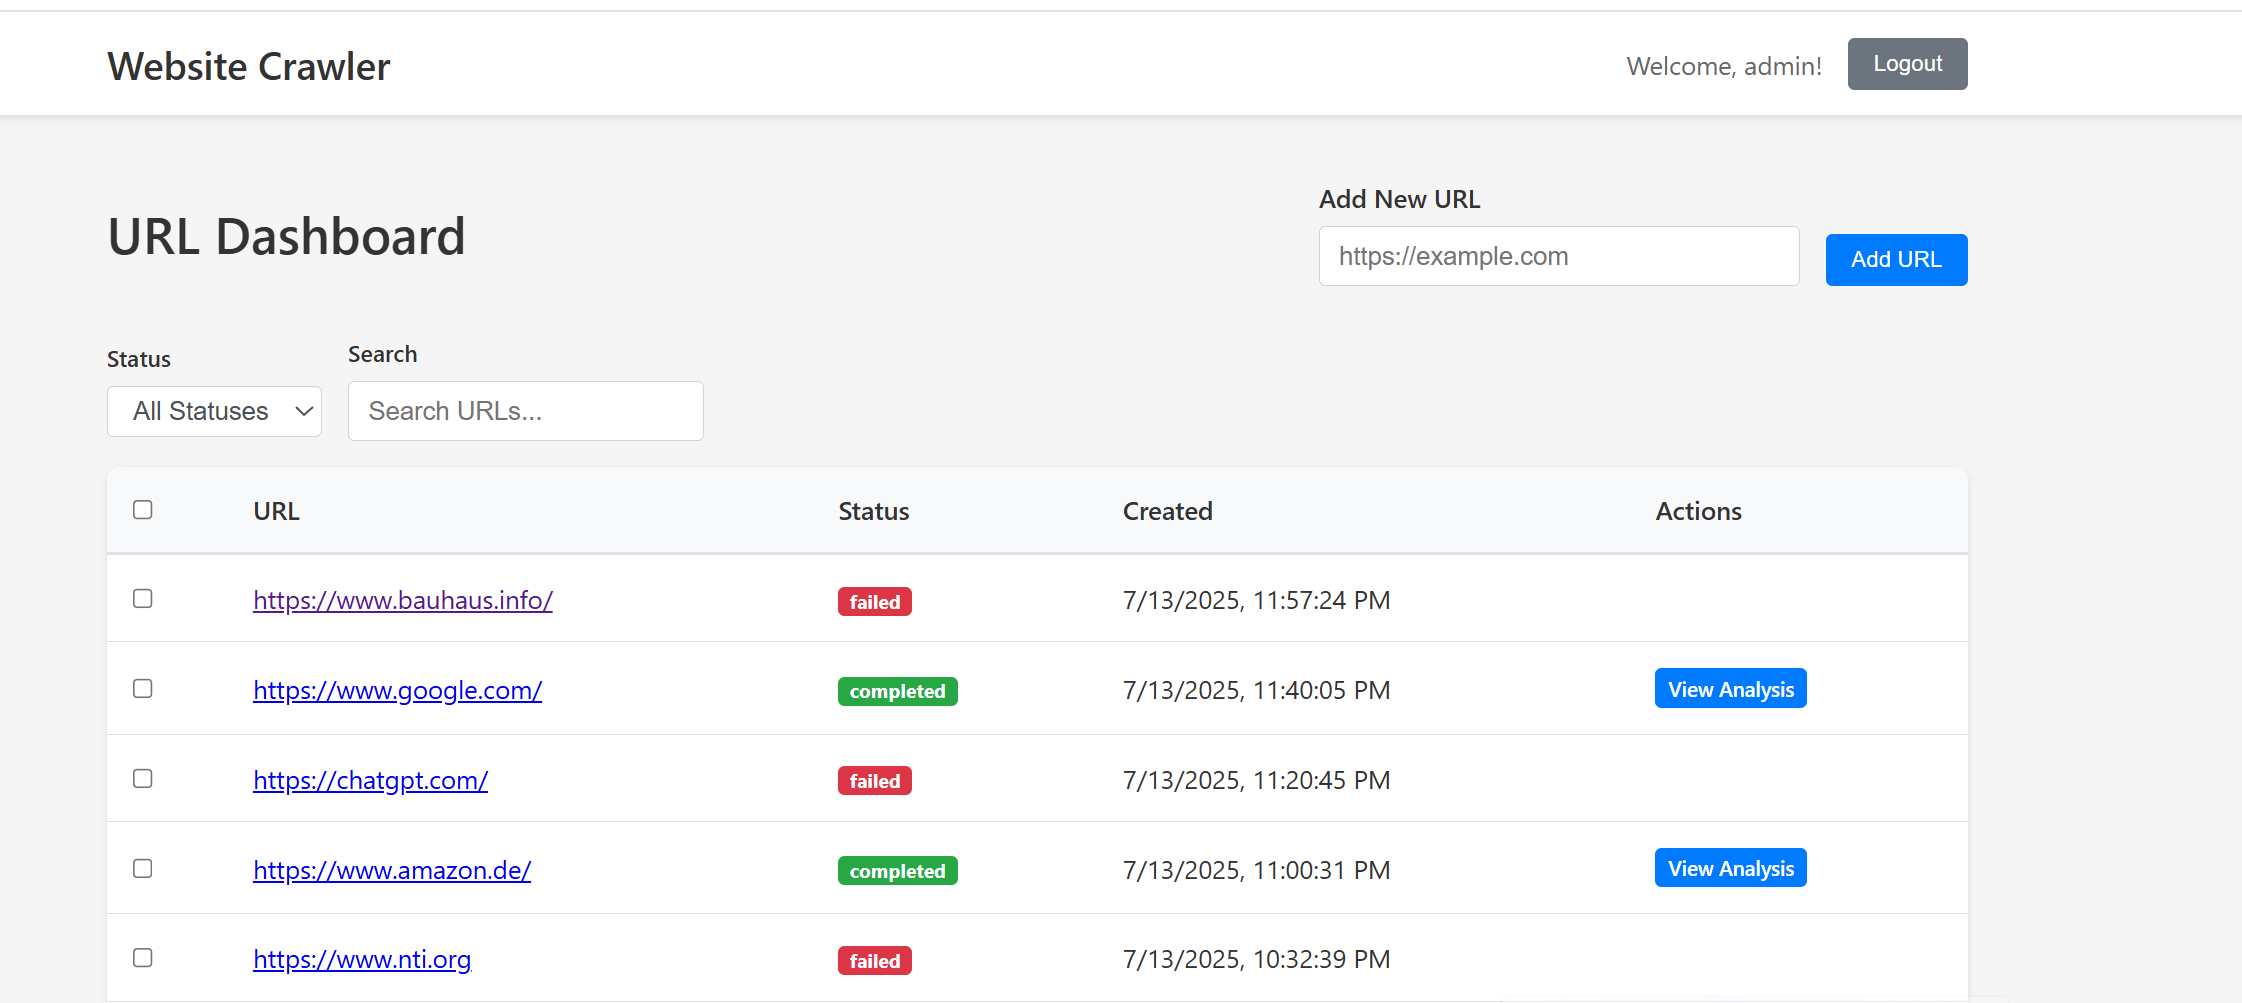 Website Crawler
Welcome, admin!
Logout
URL Dashboard
Add New URL
https://example.com
Add URL
Status
Search
All Statuses
Search URLs...
URL Status Created Actions
https://www.bauhaus.info/ failed 7/13/2025, 11:57:24 PM
https://www.google.com/ completed 7/13/2025, 11:40:05 PM View Analysis
https://chatgpt.com/ failed 7/13/2025, 11:20:45 PM
https://www.amazon.de/ completed 7/13/2025, 11:00:31 PM View Analysis
https://www.nti.org failed 7/13/2025, 10:32:39 PM